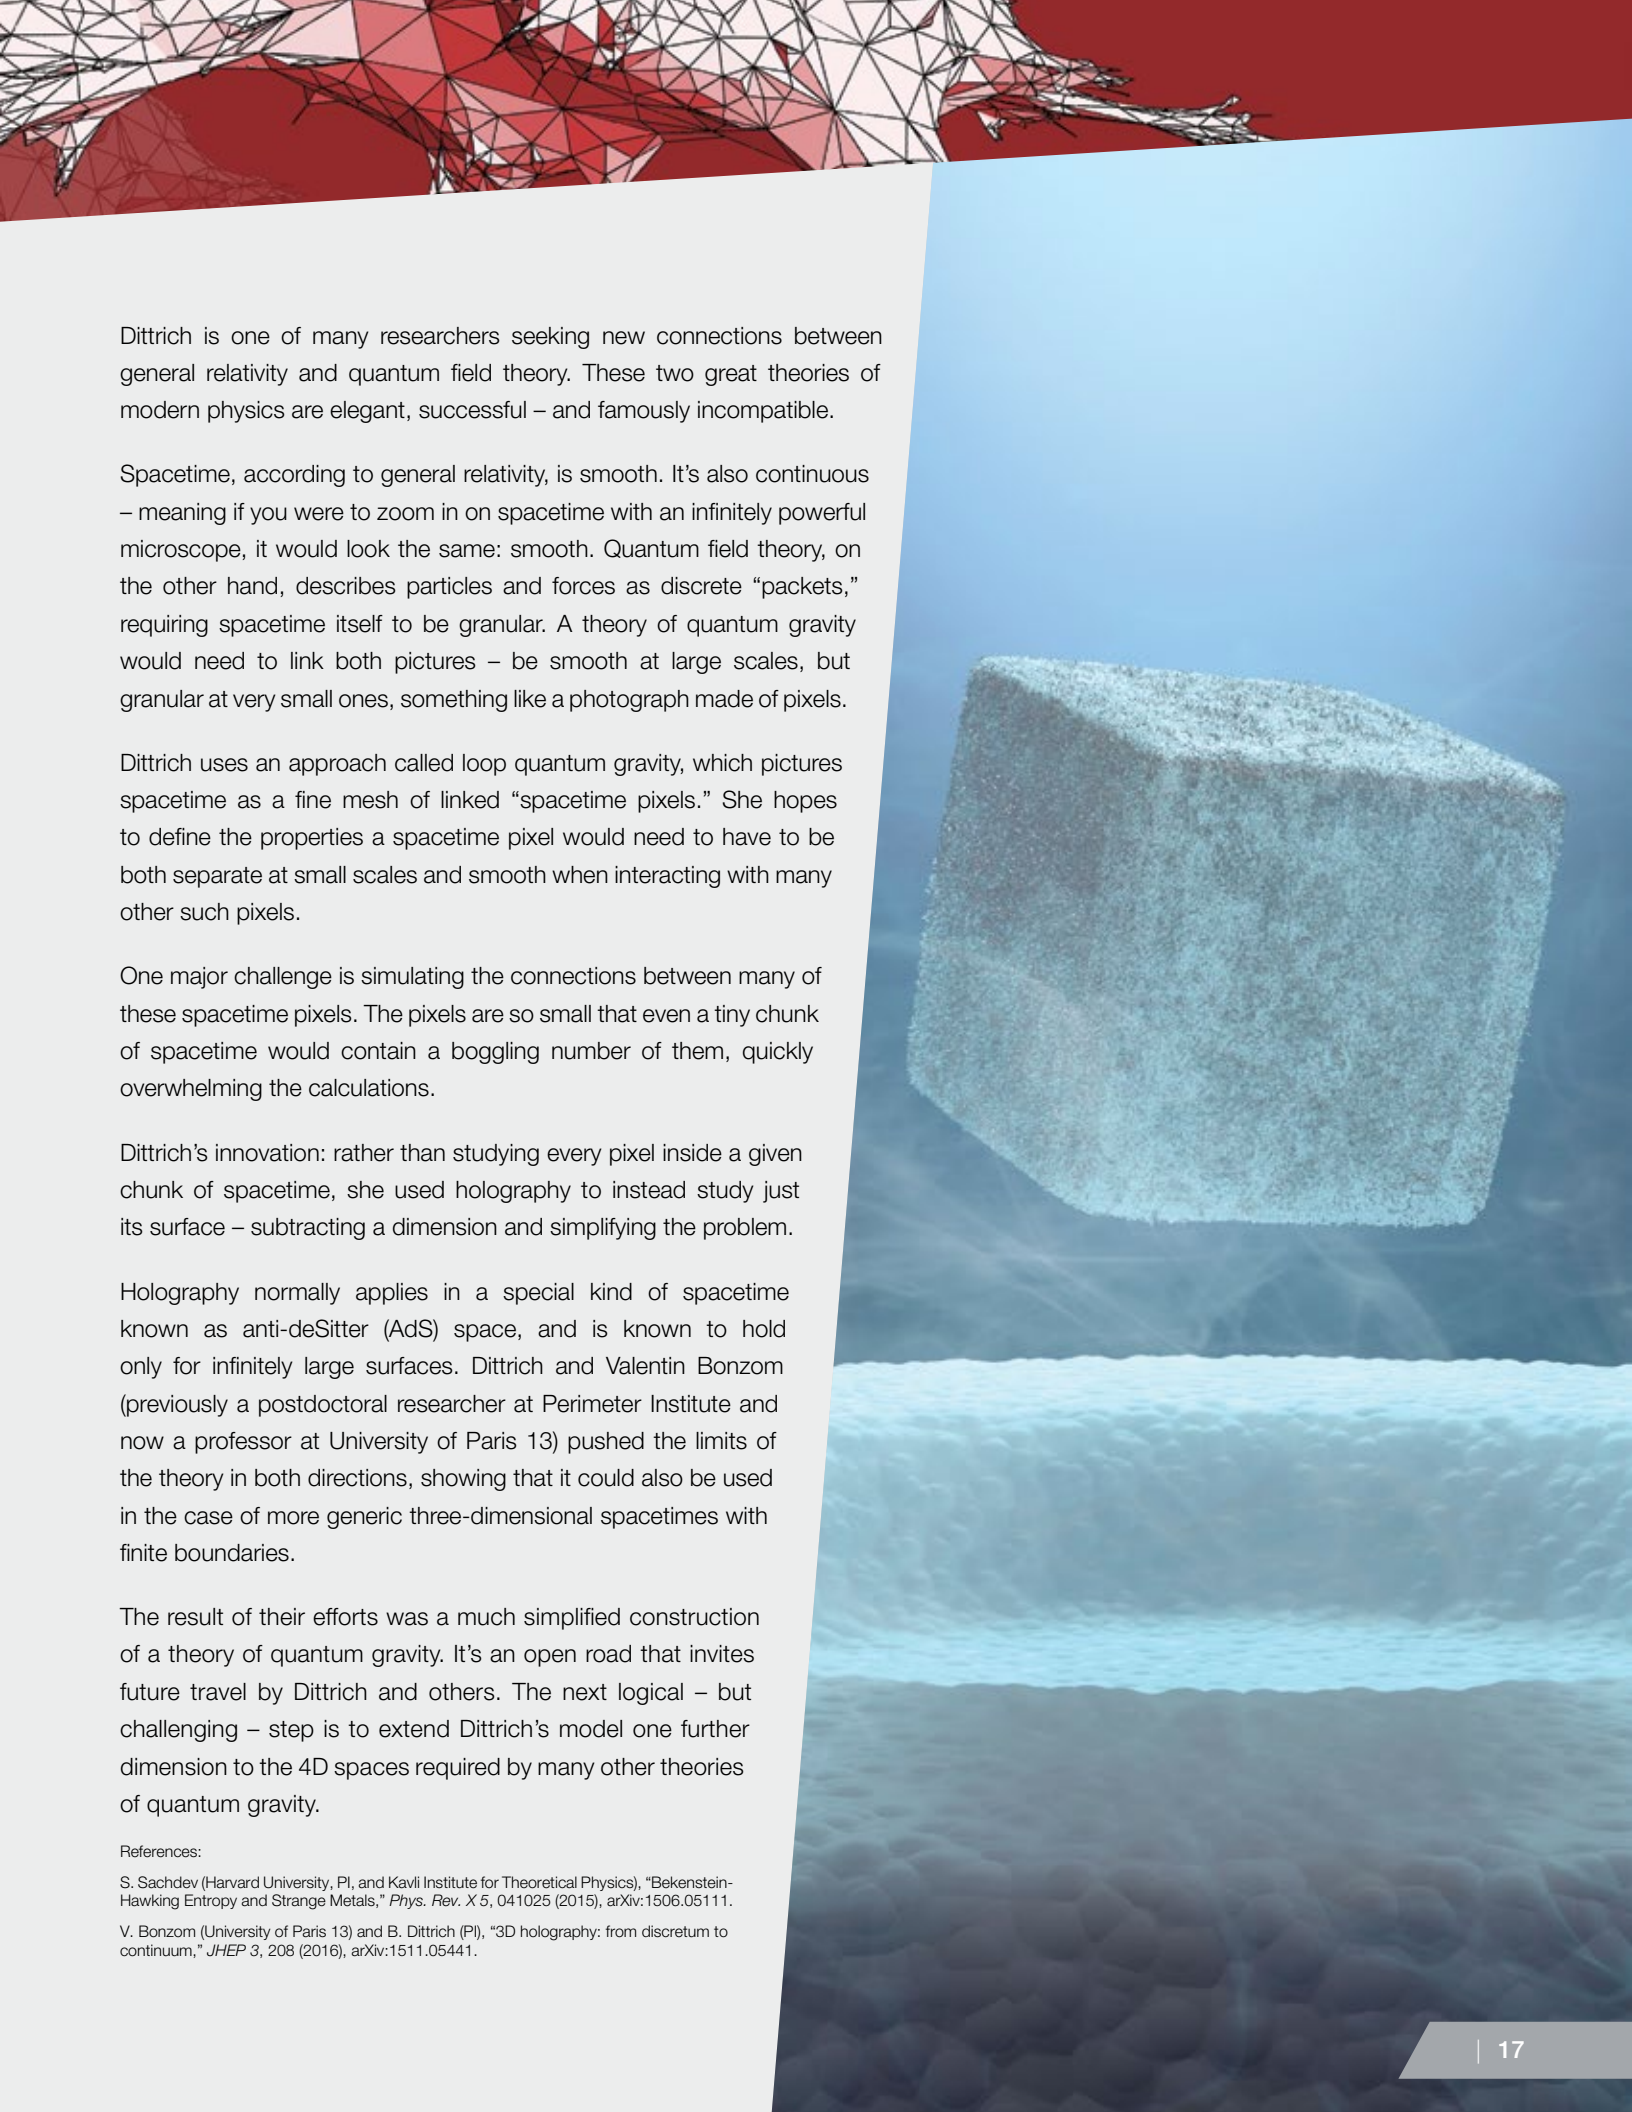 Dittrich is one of many researchers seeking new connections between
general relativity and quantum field theory. These two great theories of
modern physics are elegant, successful – and famously incompatible.
Spacetime, according to general relativity, is smooth. It’s also continuous
– meaning if you were to zoom in on spacetime with an infinitely powerful
microscope, it would look the same: smooth. Quantum field theory, on
the other hand, describes particles and forces as discrete “packets,”
requiring spacetime itself to be granular. A theory of quantum gravity
would need to link both pictures – be smooth at large scales, but
granular at very small ones, something like a photograph made of pixels.
Dittrich uses an approach called loop quantum gravity, which pictures
spacetime as a fine mesh of linked “spacetime pixels.” She hopes
to define the properties a spacetime pixel would need to have to be
both separate at small scales and smooth when interacting with many
other such pixels.
One major challenge is simulating the connections between many of
these spacetime pixels. The pixels are so small that even a tiny chunk
of spacetime would contain a boggling number of them, quickly
overwhelming the calculations.
Dittrich’s innovation: rather than studying every pixel inside a given
chunk of spacetime, she used holography to instead study just
its surface – subtracting a dimension and simplifying the problem.
Holography normally applies in a special kind of spacetime
known as anti-deSitter (AdS) space, and is known to hold
only for infinitely large surfaces. Dittrich and Valentin Bonzom
(previously a postdoctoral researcher at Perimeter Institute and
now a professor at University of Paris 13) pushed the limits of
the theory in both directions, showing that it could also be used
in the case of more generic three-dimensional spacetimes with
finite boundaries.
The result of their efforts was a much simplified construction
of a theory of quantum gravity. It’s an open road that invites
future travel by Dittrich and others. The next logical – but
challenging – step is to extend Dittrich’s model one further
dimension to the 4D spaces required by many other theories
of quantum gravity.
References:
S. Sachdev (Harvard University, PI, and Kavli Institute for Theoretical Physics), “Bekenstein-
Hawking Entropy and Strange Metals,” Phys. Rev. X 5, 041025 (2015), arXiv:1506.05111.
V. Bonzom (University of Paris 13) and B. Dittrich (PI), “3D holography: from discretum to
continuum,” JHEP 3, 208 (2016), arXiv:1511.05441.
| 17